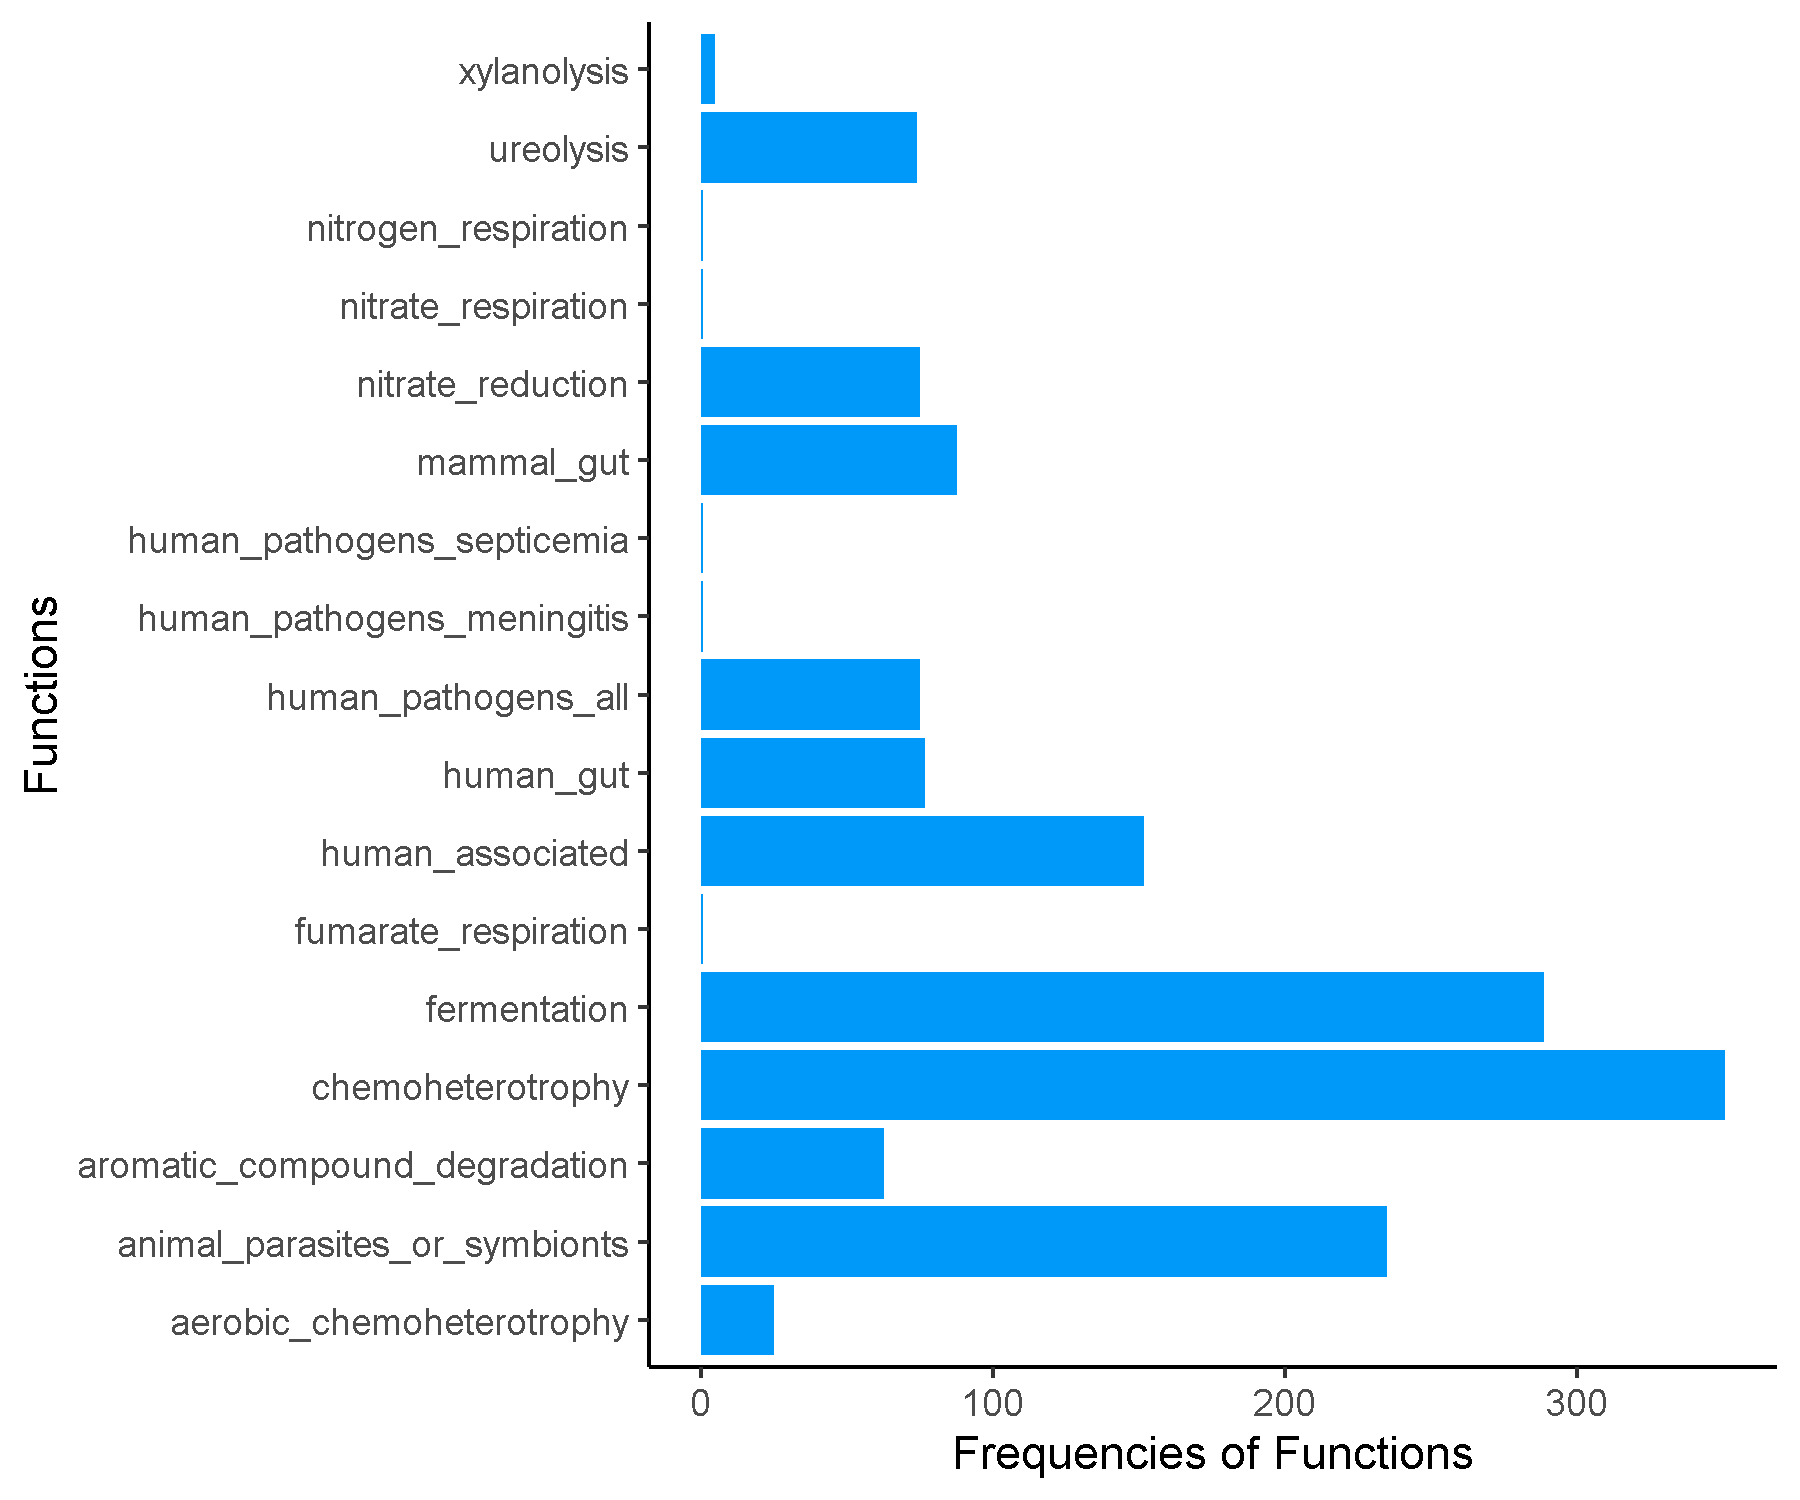 xylanolysis
ureolysis
nitrogen_respiration
nitrate_respiration
nitrate_reduction
mammal_gut
human_pathogens_septicemia
human_pathogens_meningitis
human_pathogens_all
human_gut
human_associated
fumarate_respiration
fermentation
chemoheterotrophy
aromatic_compound_degradation
animal_parasites_or_symbionts
aerobic_chemoheterotrophy
Functions
0 100 200 300
Frequencies of Functions